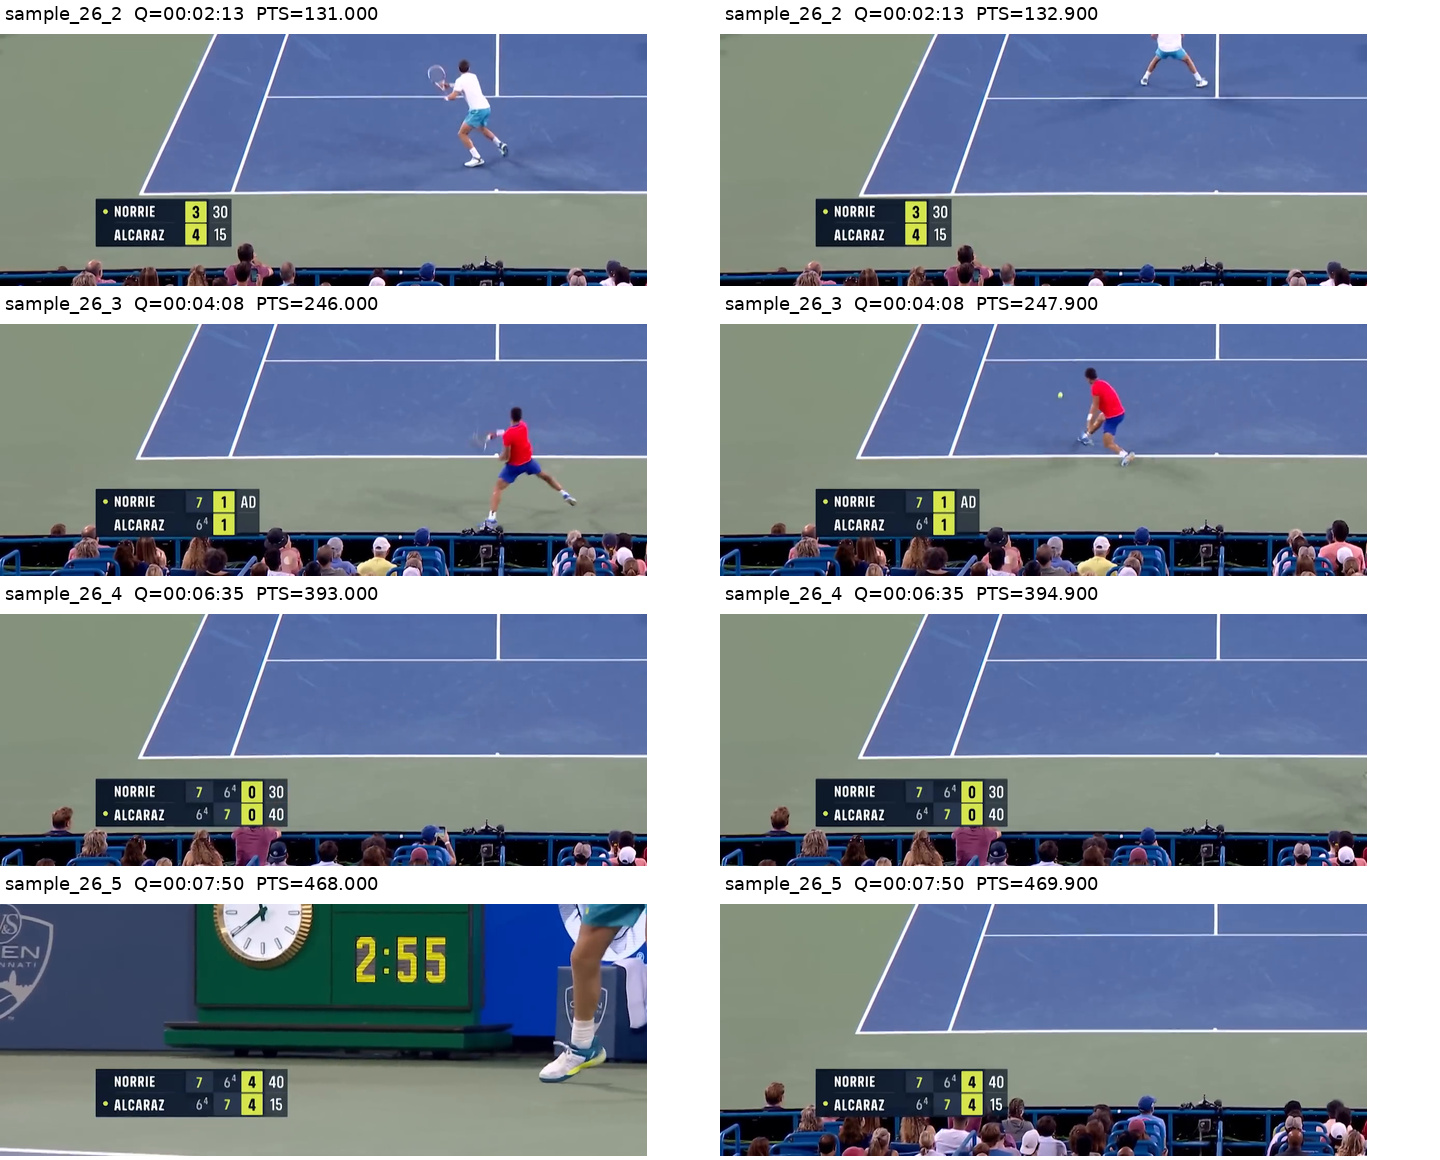 sample_26_2 Q=00:02:13 PTS=131.000
sample_26_2 Q=00:02:13 PTS=132.900
NORRIE 3 30
ALCARAZ 4 15
NORRIE 3 30
ALCARAZ 4 15
sample_26_3 Q=00:04:08 PTS=246.000
sample_26_3 Q=00:04:08 PTS=247.900
NORRIE 7 1 AD
ALCARAZ 6⁴ 1
NORRIE 7 1 AD
ALCARAZ 6⁴ 1
sample_26_4 Q=00:06:35 PTS=393.000
sample_26_4 Q=00:06:35 PTS=394.900
NORRIE 7 6⁴ 0 30
ALCARAZ 6⁴ 7 0 40
NORRIE 7 6⁴ 0 30
ALCARAZ 6⁴ 7 0 40
sample_26_5 Q=00:07:50 PTS=468.000
sample_26_5 Q=00:07:50 PTS=469.900
2:55
NORRIE 7 6⁴ 4 40
ALCARAZ 6⁴ 7 4 15
NORRIE 7 6⁴ 4 40
ALCARAZ 6⁴ 7 4 15